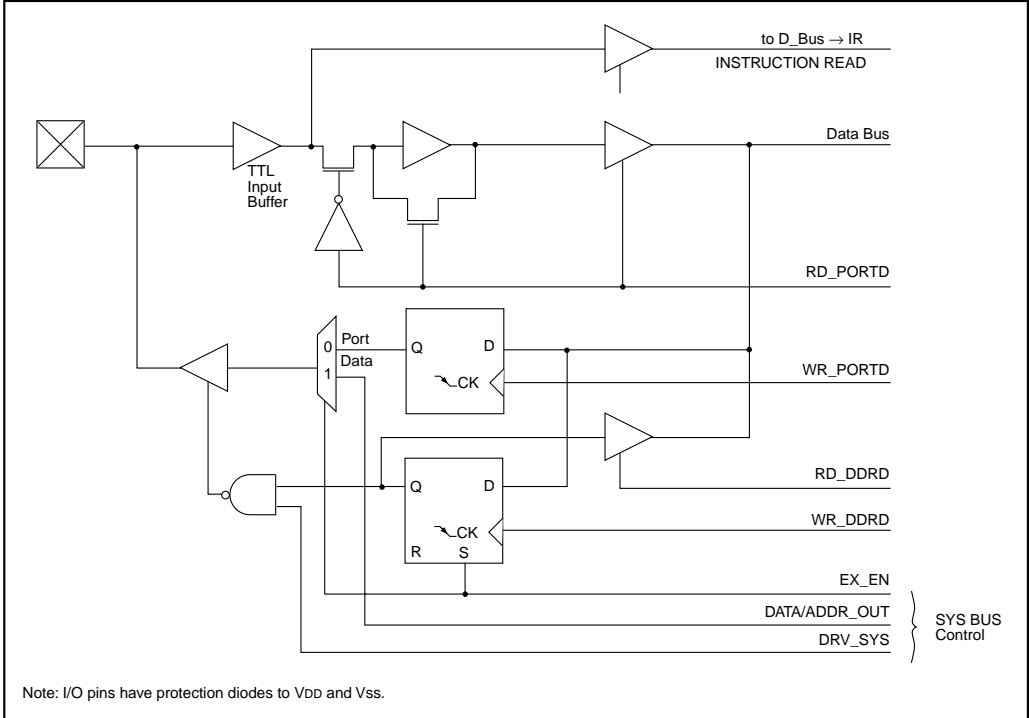 to D_Bus → IR
INSTRUCTION READ
Data Bus
TTL
Input
Buffer
RD_PORTD
0
Port
Data
1
Q
D
CK
WR_PORTD
RD_DDRD
Q
D
WR_DDRD
CK
R
S
EX_EN
DATA/ADDR_OUT
DRV_SYS
SYS BUS
Control
Note: I/O pins have protection diodes to VDD and Vss.